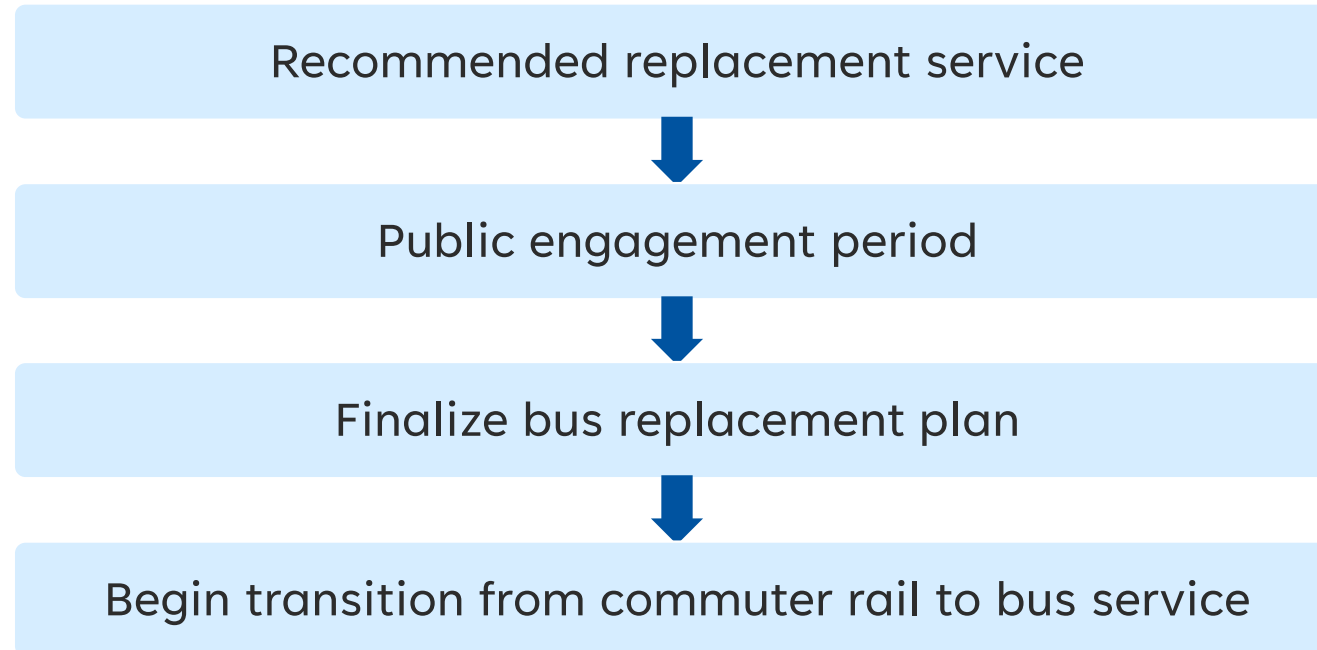 Recommended replacement service
Public engagement period
Finalize bus replacement plan
Begin transition from commuter rail to bus service